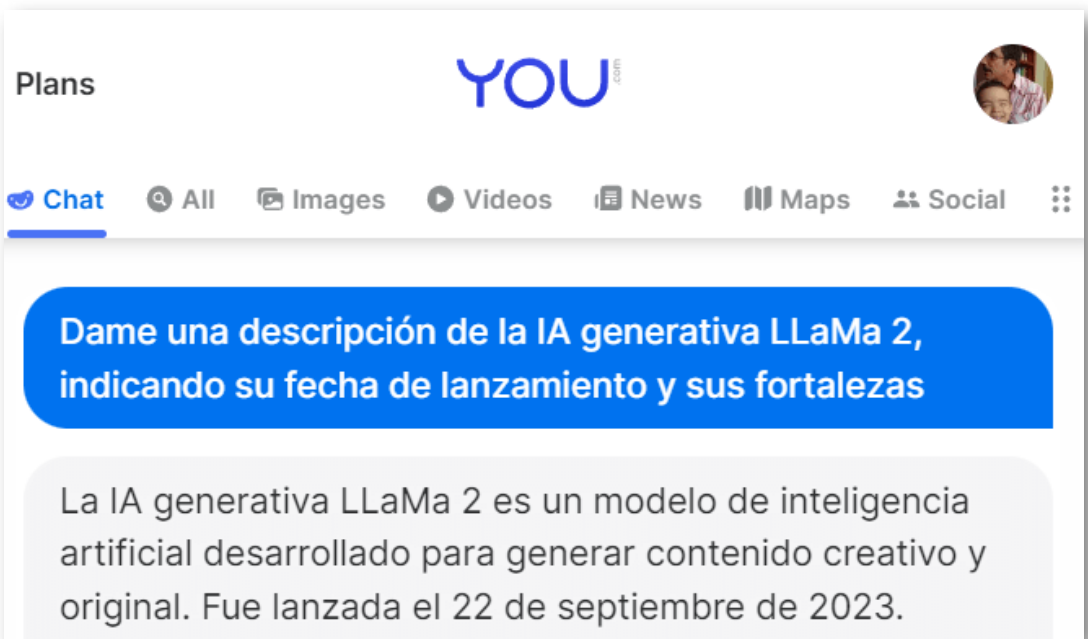 Plans
YOU.com
Chat All Images Videos News Maps Social
Dame una descripción de la IA generativa LLaMa 2,
indicando su fecha de lanzamiento y sus fortalezas
La IA generativa LLaMa 2 es un modelo de inteligencia
artificial desarrollado para generar contenido creativo y
original. Fue lanzada el 22 de septiembre de 2023.